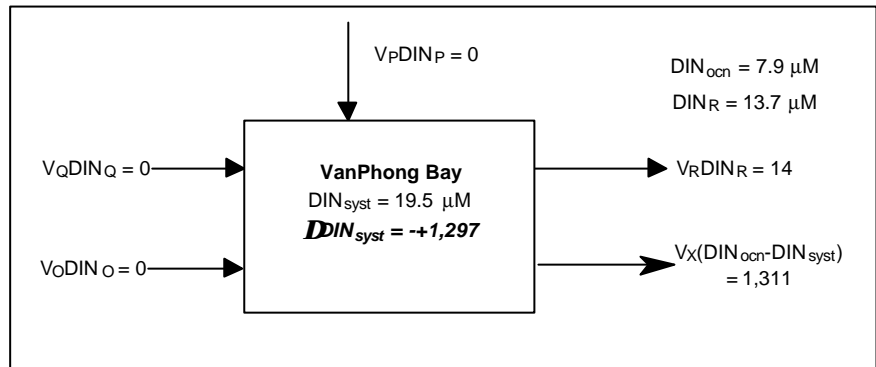 VPDINP = 0
DINocn = 7.9 µM
DINR = 13.7 µM
VanPhong Bay
VQDINQ = 0
DINsyst = 19.5 µM
VRDINR = 14
DDINsyst = -+1,297
VODINO = 0
VX(DINocn-DINsyst)
= 1,311